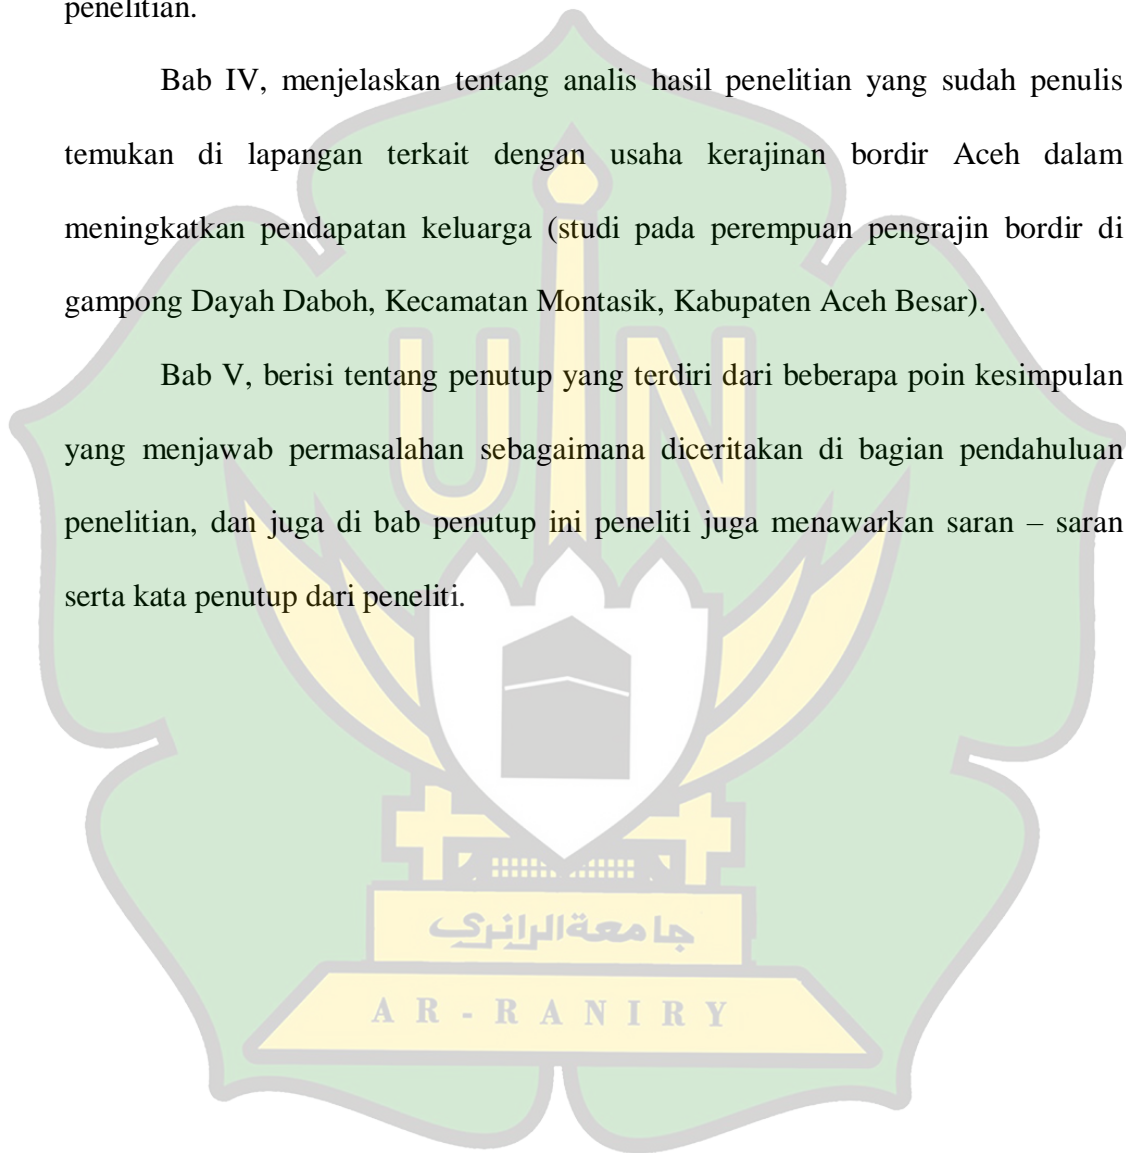 penelitian.
Bab IV, menjelaskan tentang analis hasil penelitian yang sudah penulis
temukan di lapangan terkait dengan usaha kerajinan bordir Aceh dalam
meningkatkan pendapatan keluarga (studi pada perempuan pengrajin bordir di
gampong Dayah Daboh, Kecamatan Montasik, Kabupaten Aceh Besar).
Bab V, berisi tentang penutup yang terdiri dari beberapa poin kesimpulan
yang menjawab permasalahan sebagaimana diceritakan di bagian pendahuluan
penelitian, dan juga di bab penutup ini peneliti juga menawarkan saran – saran
serta kata penutup dari peneliti.
UIN
جامعة الرانري
AR-RANIRY